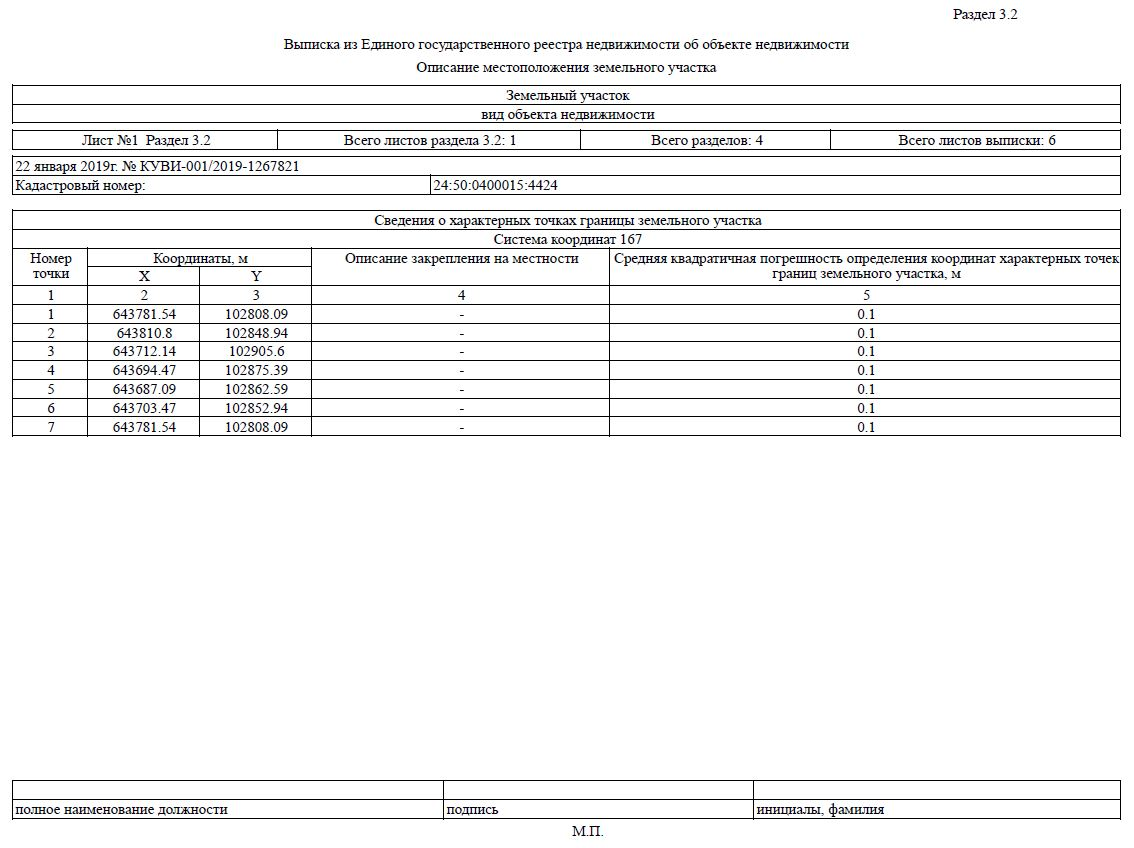 Раздел 3.2
Выписка из Единого государственного реестра недвижимости об объекте недвижимости
Описание местоположения земельного участка
Земельный участок
вид объекта недвижимости
Лист №1 Раздел 3.2 Всего листов раздела 3.2: 1 Всего разделов: 4 Всего листов выписки: 6
22 января 2019г. № КУВИ-001/2019-1267821
Кадастровый номер: 24:50:0400015:4424
Сведения о характерных точках границы земельного участка
Система координат 167
Номер точки Координаты, м Описание закрепления на местности Средняя квадратичная погрешность определения координат характерных точек границ земельного участка, м
X Y
1 2 3 4 5
1 643781.54 102808.09 - 0.1
2 643810.8 102848.94 - 0.1
3 643712.14 102905.6 - 0.1
4 643694.47 102875.39 - 0.1
5 643687.09 102862.59 - 0.1
6 643703.47 102852.94 - 0.1
7 643781.54 102808.09 - 0.1
полное наименование должности подпись инициалы, фамилия
М.П.